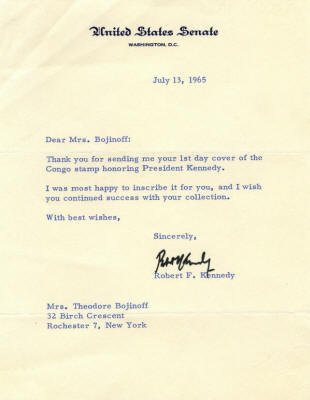 United States Senate
WASHINGTON, D.C.
July 13, 1965
Dear Mrs. Bojinoff:
Thank you for sending me your 1st day cover of the
Congo stamp honoring President Kennedy.
I was most happy to inscribe it for you, and I wish
you continued success with your collection.
With best wishes,
Sincerely,
Robert F. Kennedy
Mrs. Theodore Bojinoff
32 Birch Crescent
Rochester 7, New York